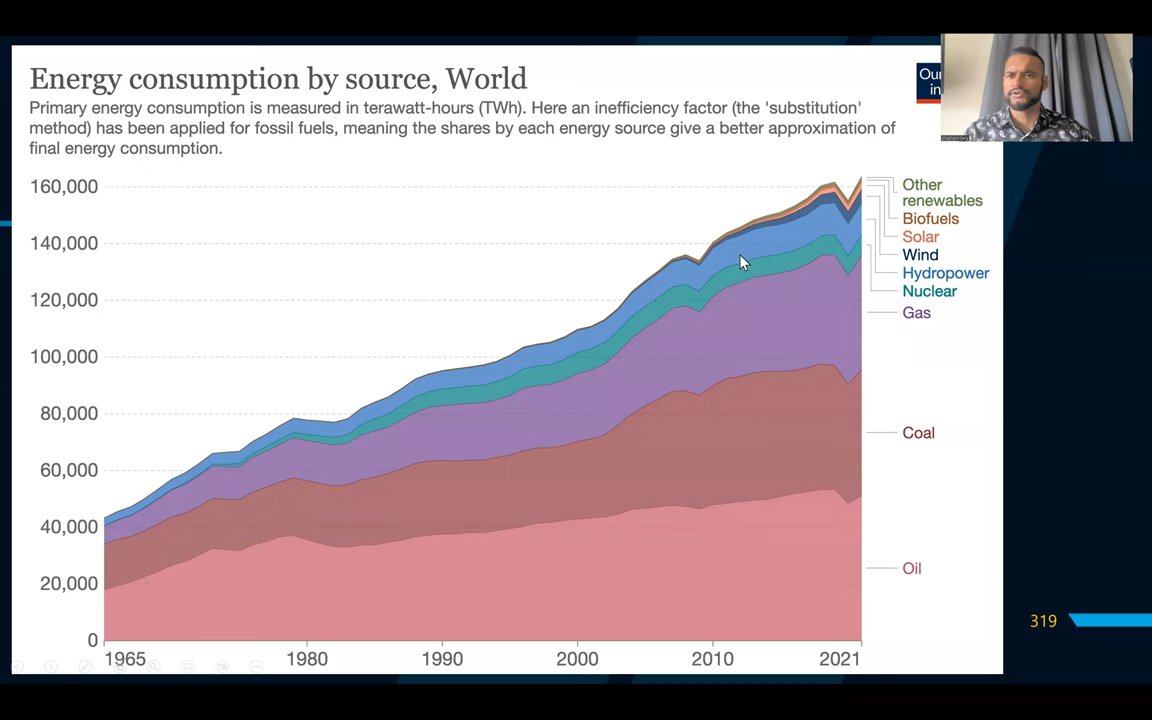 Energy consumption by source, World
Primary energy consumption is measured in terawatt-hours (TWh). Here an inefficiency factor (the 'substitution'
method) has been applied for fossil fuels, meaning the shares by each energy source give a better approximation of
final energy consumption.
Our
in
160,000
140,000
120,000
100,000
80,000
60,000
40,000
20,000
0
Other
renewables
Biofuels
Solar
Wind
Hydropower
Nuclear
Gas
Coal
Oil
1965
1980
1990
2000
2010
2021
319